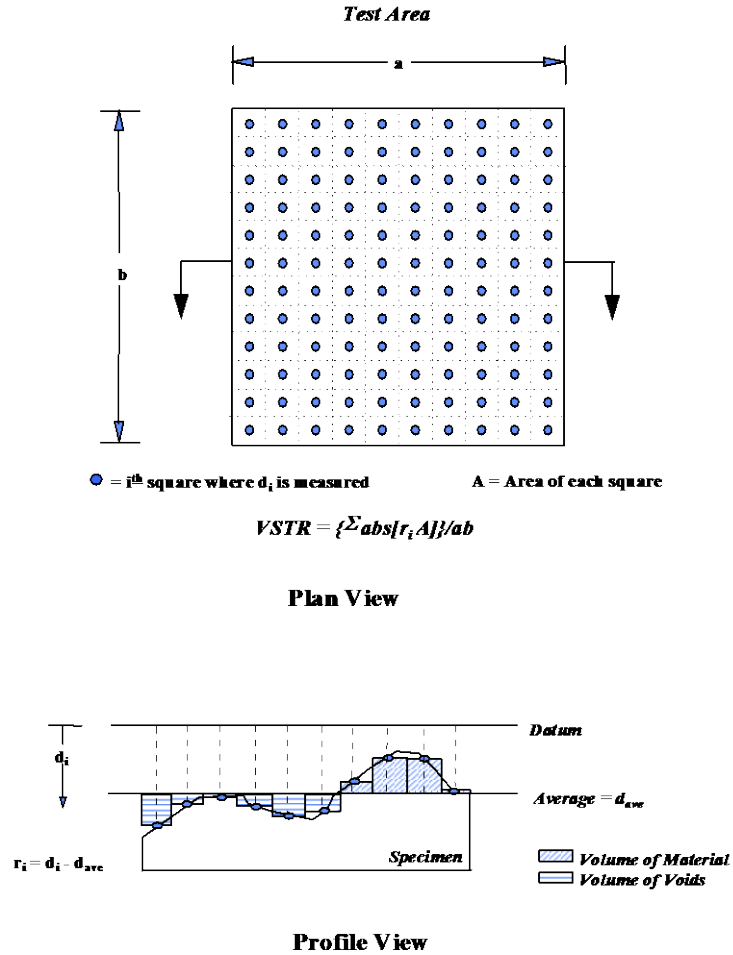 Test Area
a
b
= iᵗʰ square where dᵢ is measured
A = Area of each square
VSTR = {Σabs[rᵢ A]}/ab
Plan View
Datum
dᵢ
Average = dₐᵥₑ
rᵢ = dᵢ - dₐᵥₑ
Specimen
Volume of Material
Volume of Voids
Profile View